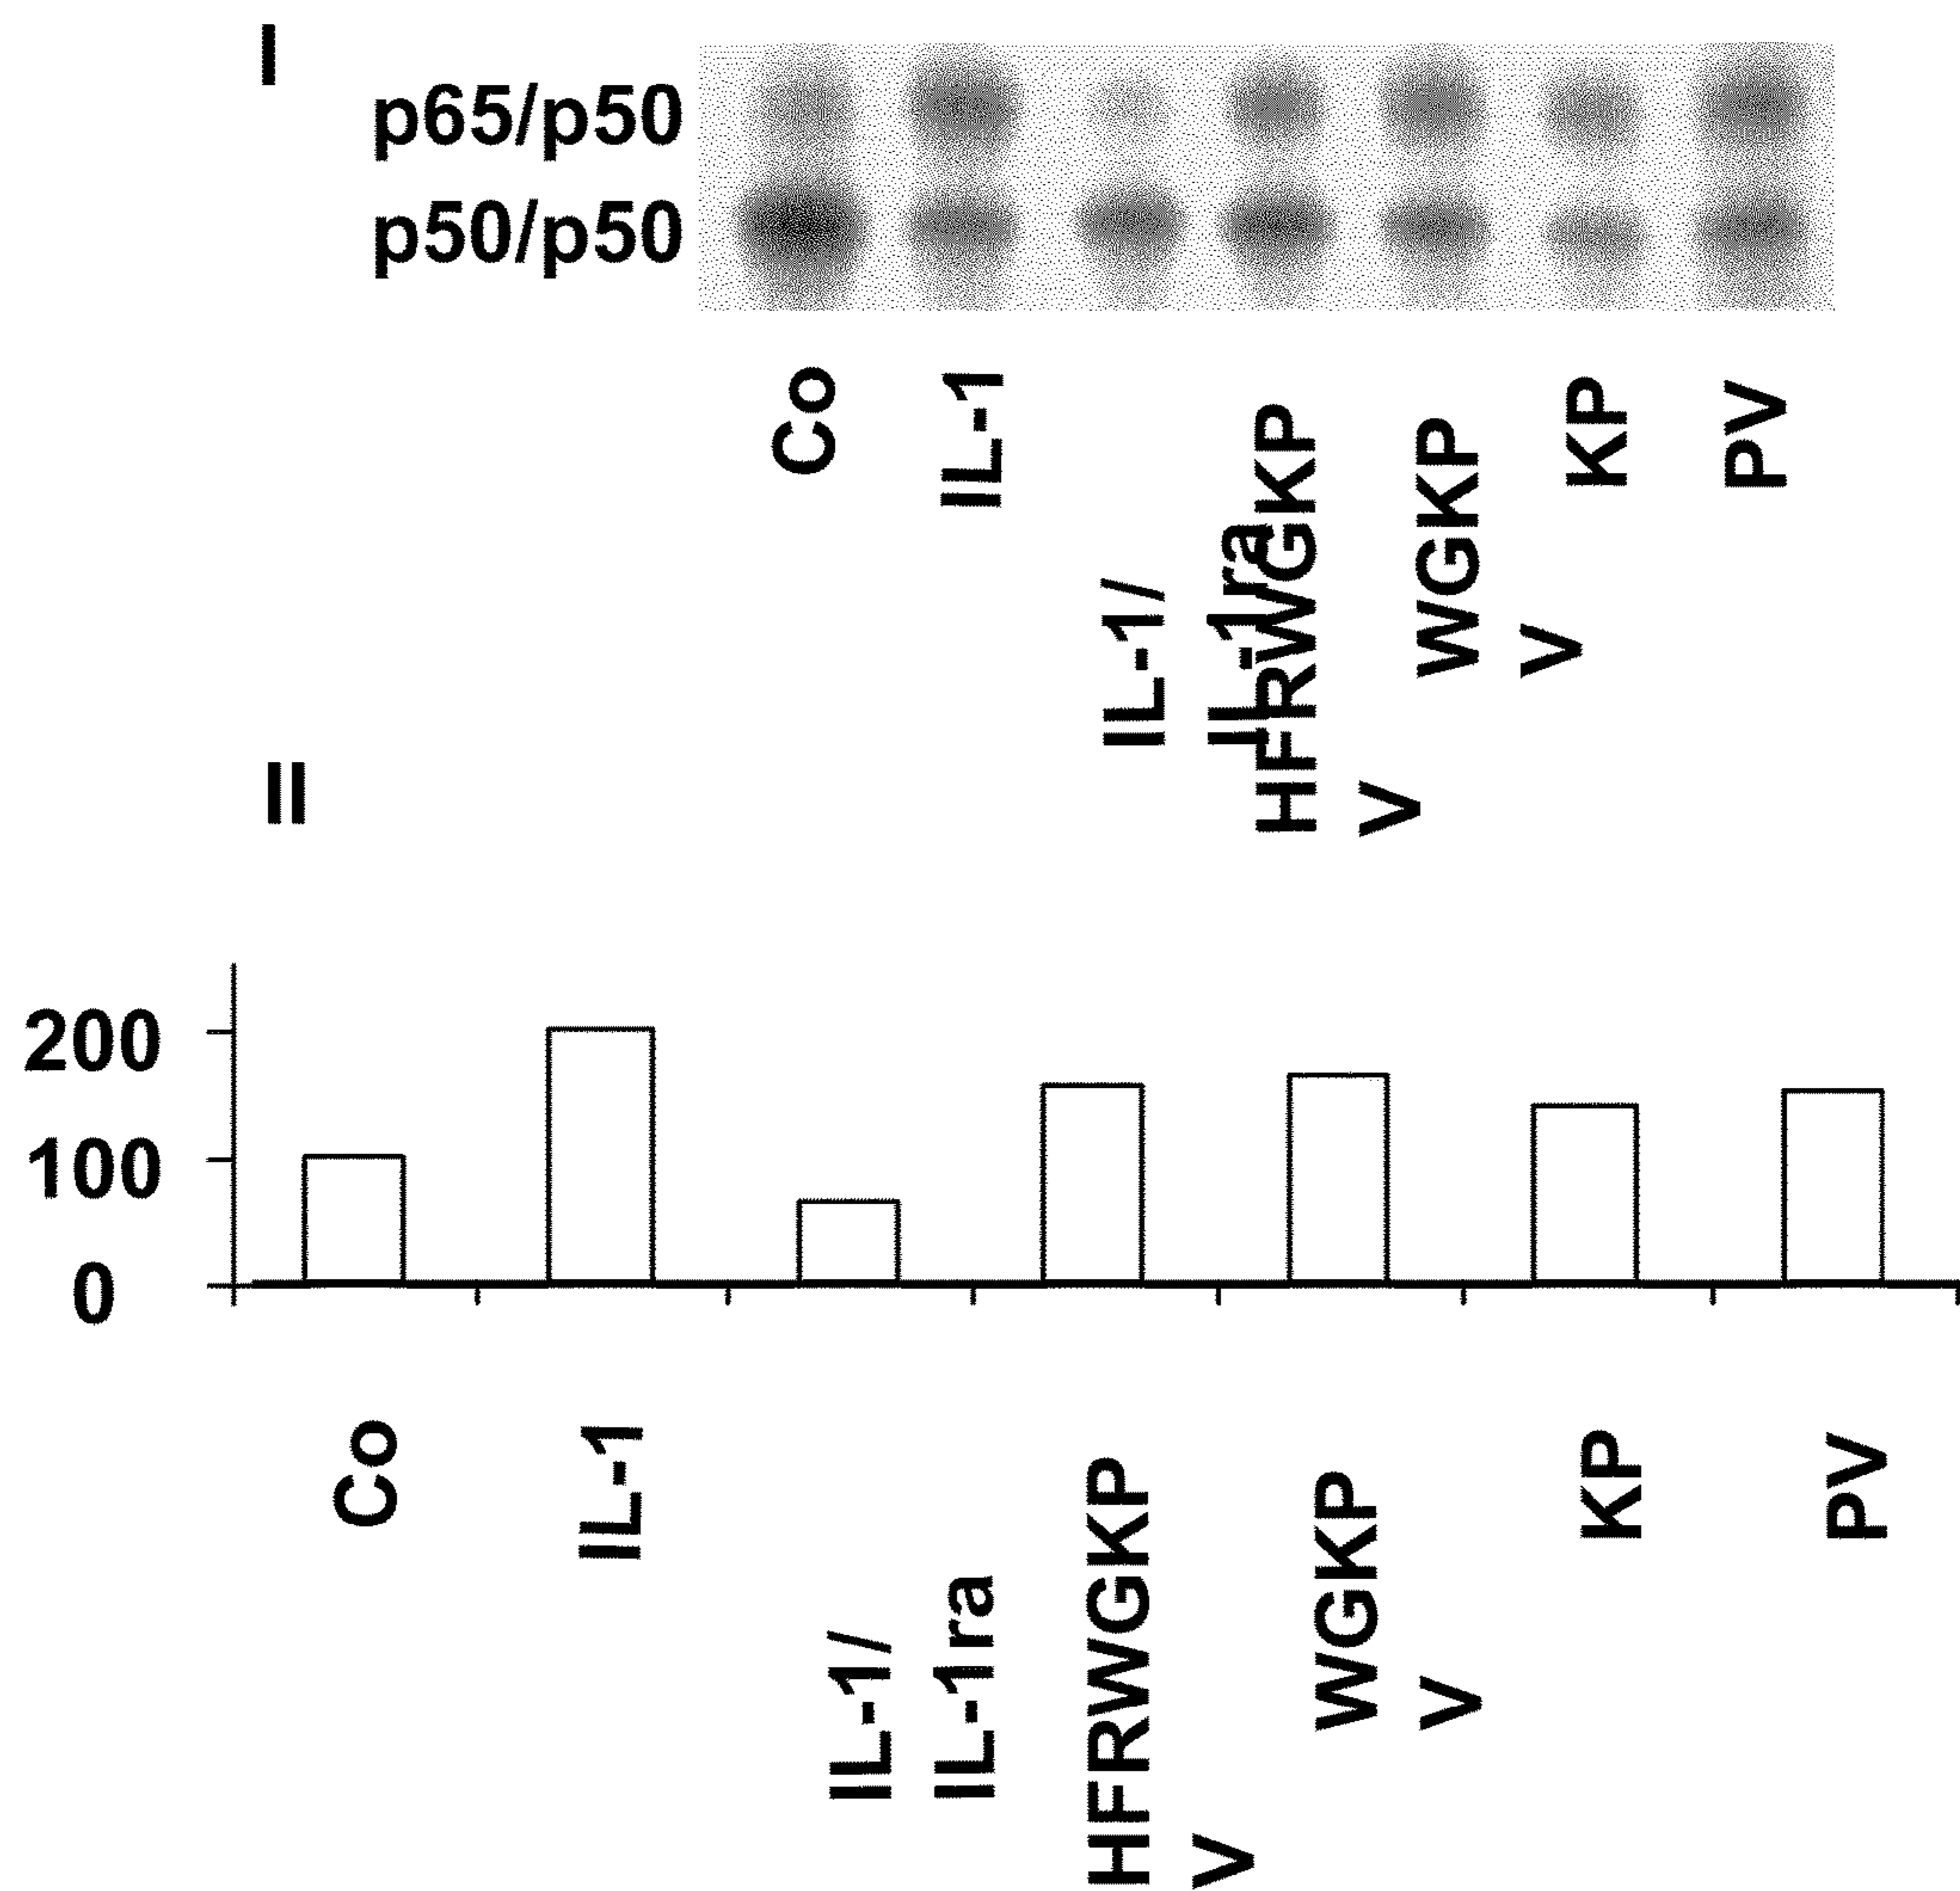 I
p65/p50
p50/p50
Co
IL-1
IL-1/
IL-1ra
HFRWGKP
V
WGKP
V
KP
PV
II
200
100
0
Co
IL-1
IL-1/
IL-1ra
HFRWGKP
V
WGKP
V
KP
PV